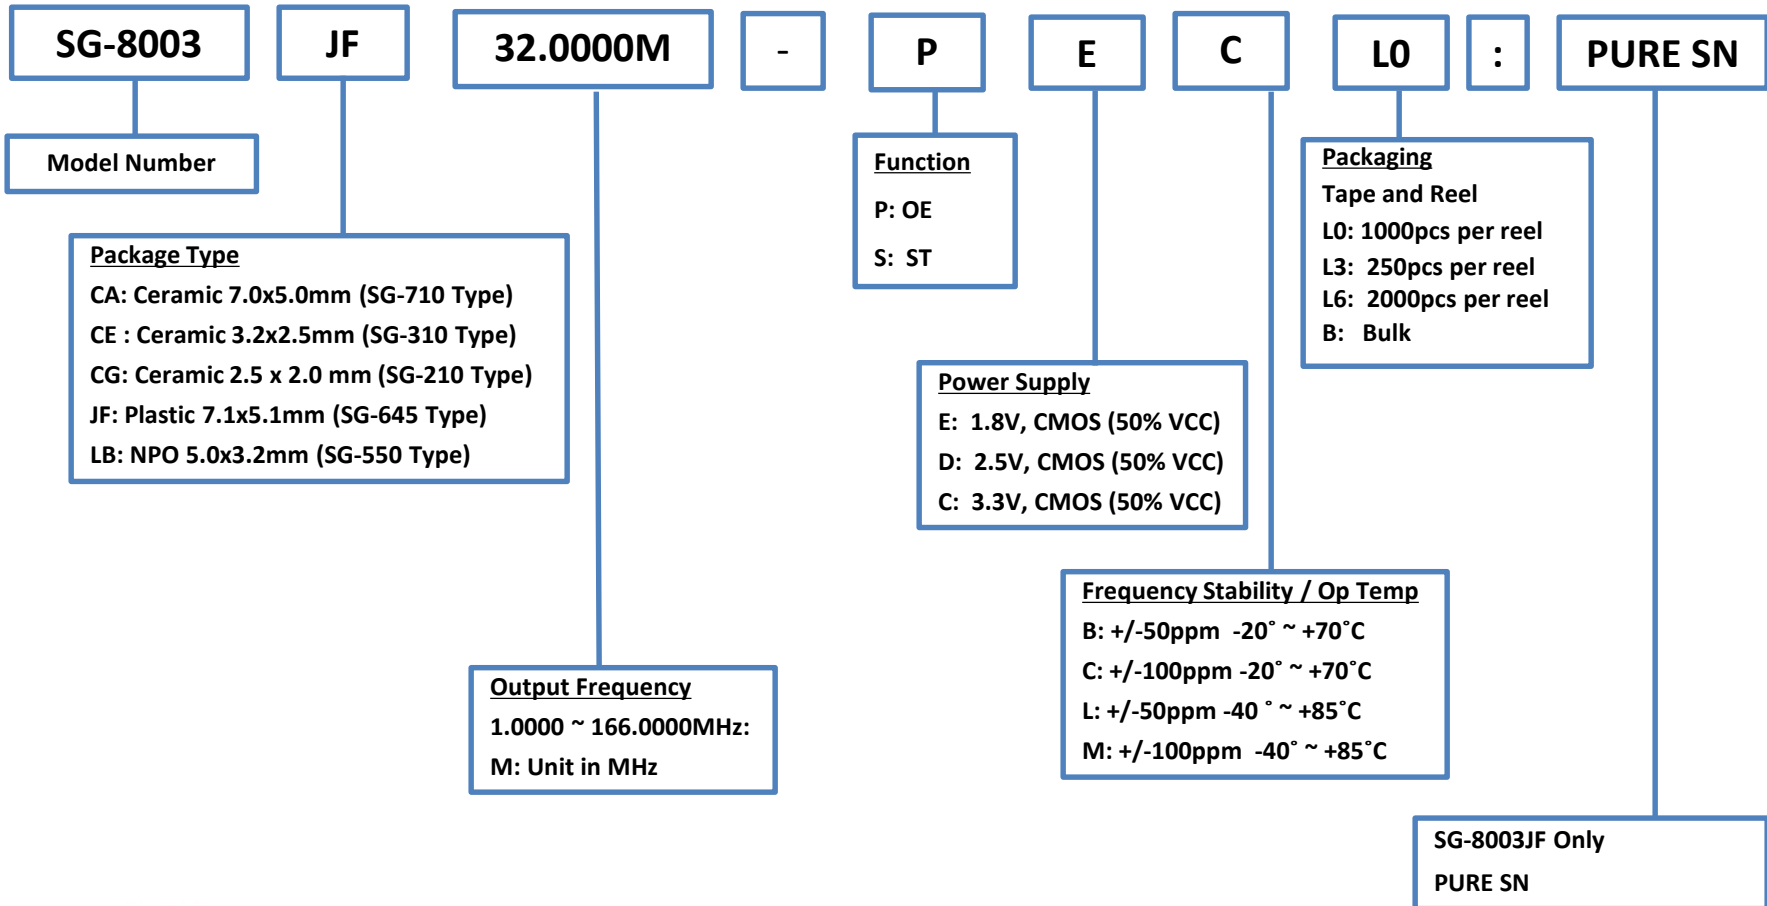 SG-8003 JF 32.0000M - P E C L0 : PURE SN
Model Number
Package Type
CA: Ceramic 7.0x5.0mm (SG-710 Type)
CE : Ceramic 3.2x2.5mm (SG-310 Type)
CG: Ceramic 2.5 x 2.0 mm (SG-210 Type)
JF: Plastic 7.1x5.1mm (SG-645 Type)
LB: NPO 5.0x3.2mm (SG-550 Type)
Output Frequency
1.0000 ~ 166.0000MHz:
M: Unit in MHz
Function
P: OE
S: ST
Power Supply
E: 1.8V, CMOS (50% VCC)
D: 2.5V, CMOS (50% VCC)
C: 3.3V, CMOS (50% VCC)
Frequency Stability / Op Temp
B: +/-50ppm -20˚ ~ +70˚C
C: +/-100ppm -20˚ ~ +70˚C
L: +/-50ppm -40 ˚ ~ +85˚C
M: +/-100ppm -40˚ ~ +85˚C
Packaging
Tape and Reel
L0: 1000pcs per reel
L3: 250pcs per reel
L6: 2000pcs per reel
B: Bulk
SG-8003JF Only
PURE SN